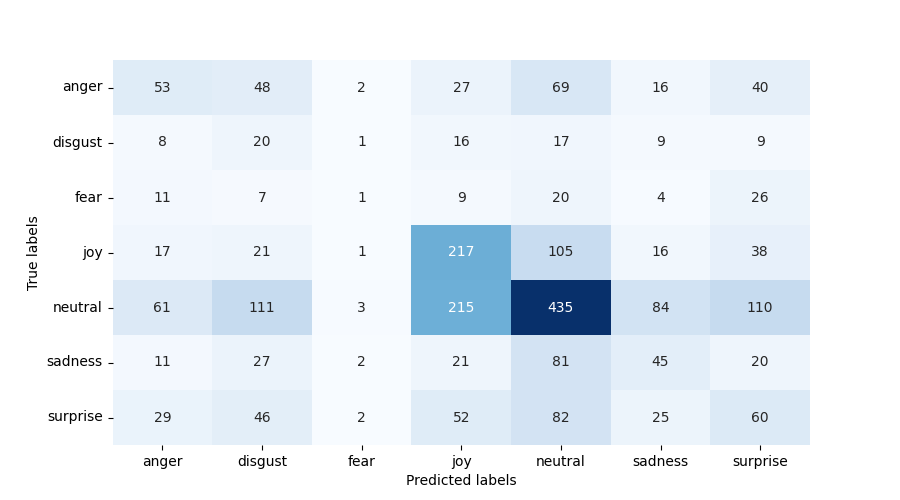 anger 53 48 2 27 69 16 40
disgust 8 20 1 16 17 9 9
fear 11 7 1 9 20 4 26
joy 17 21 1 217 105 16 38
neutral 61 111 3 215 435 84 110
sadness 11 27 2 21 81 45 20
surprise 29 46 2 52 82 25 60
anger disgust fear joy neutral sadness surprise
Predicted labels
True labels